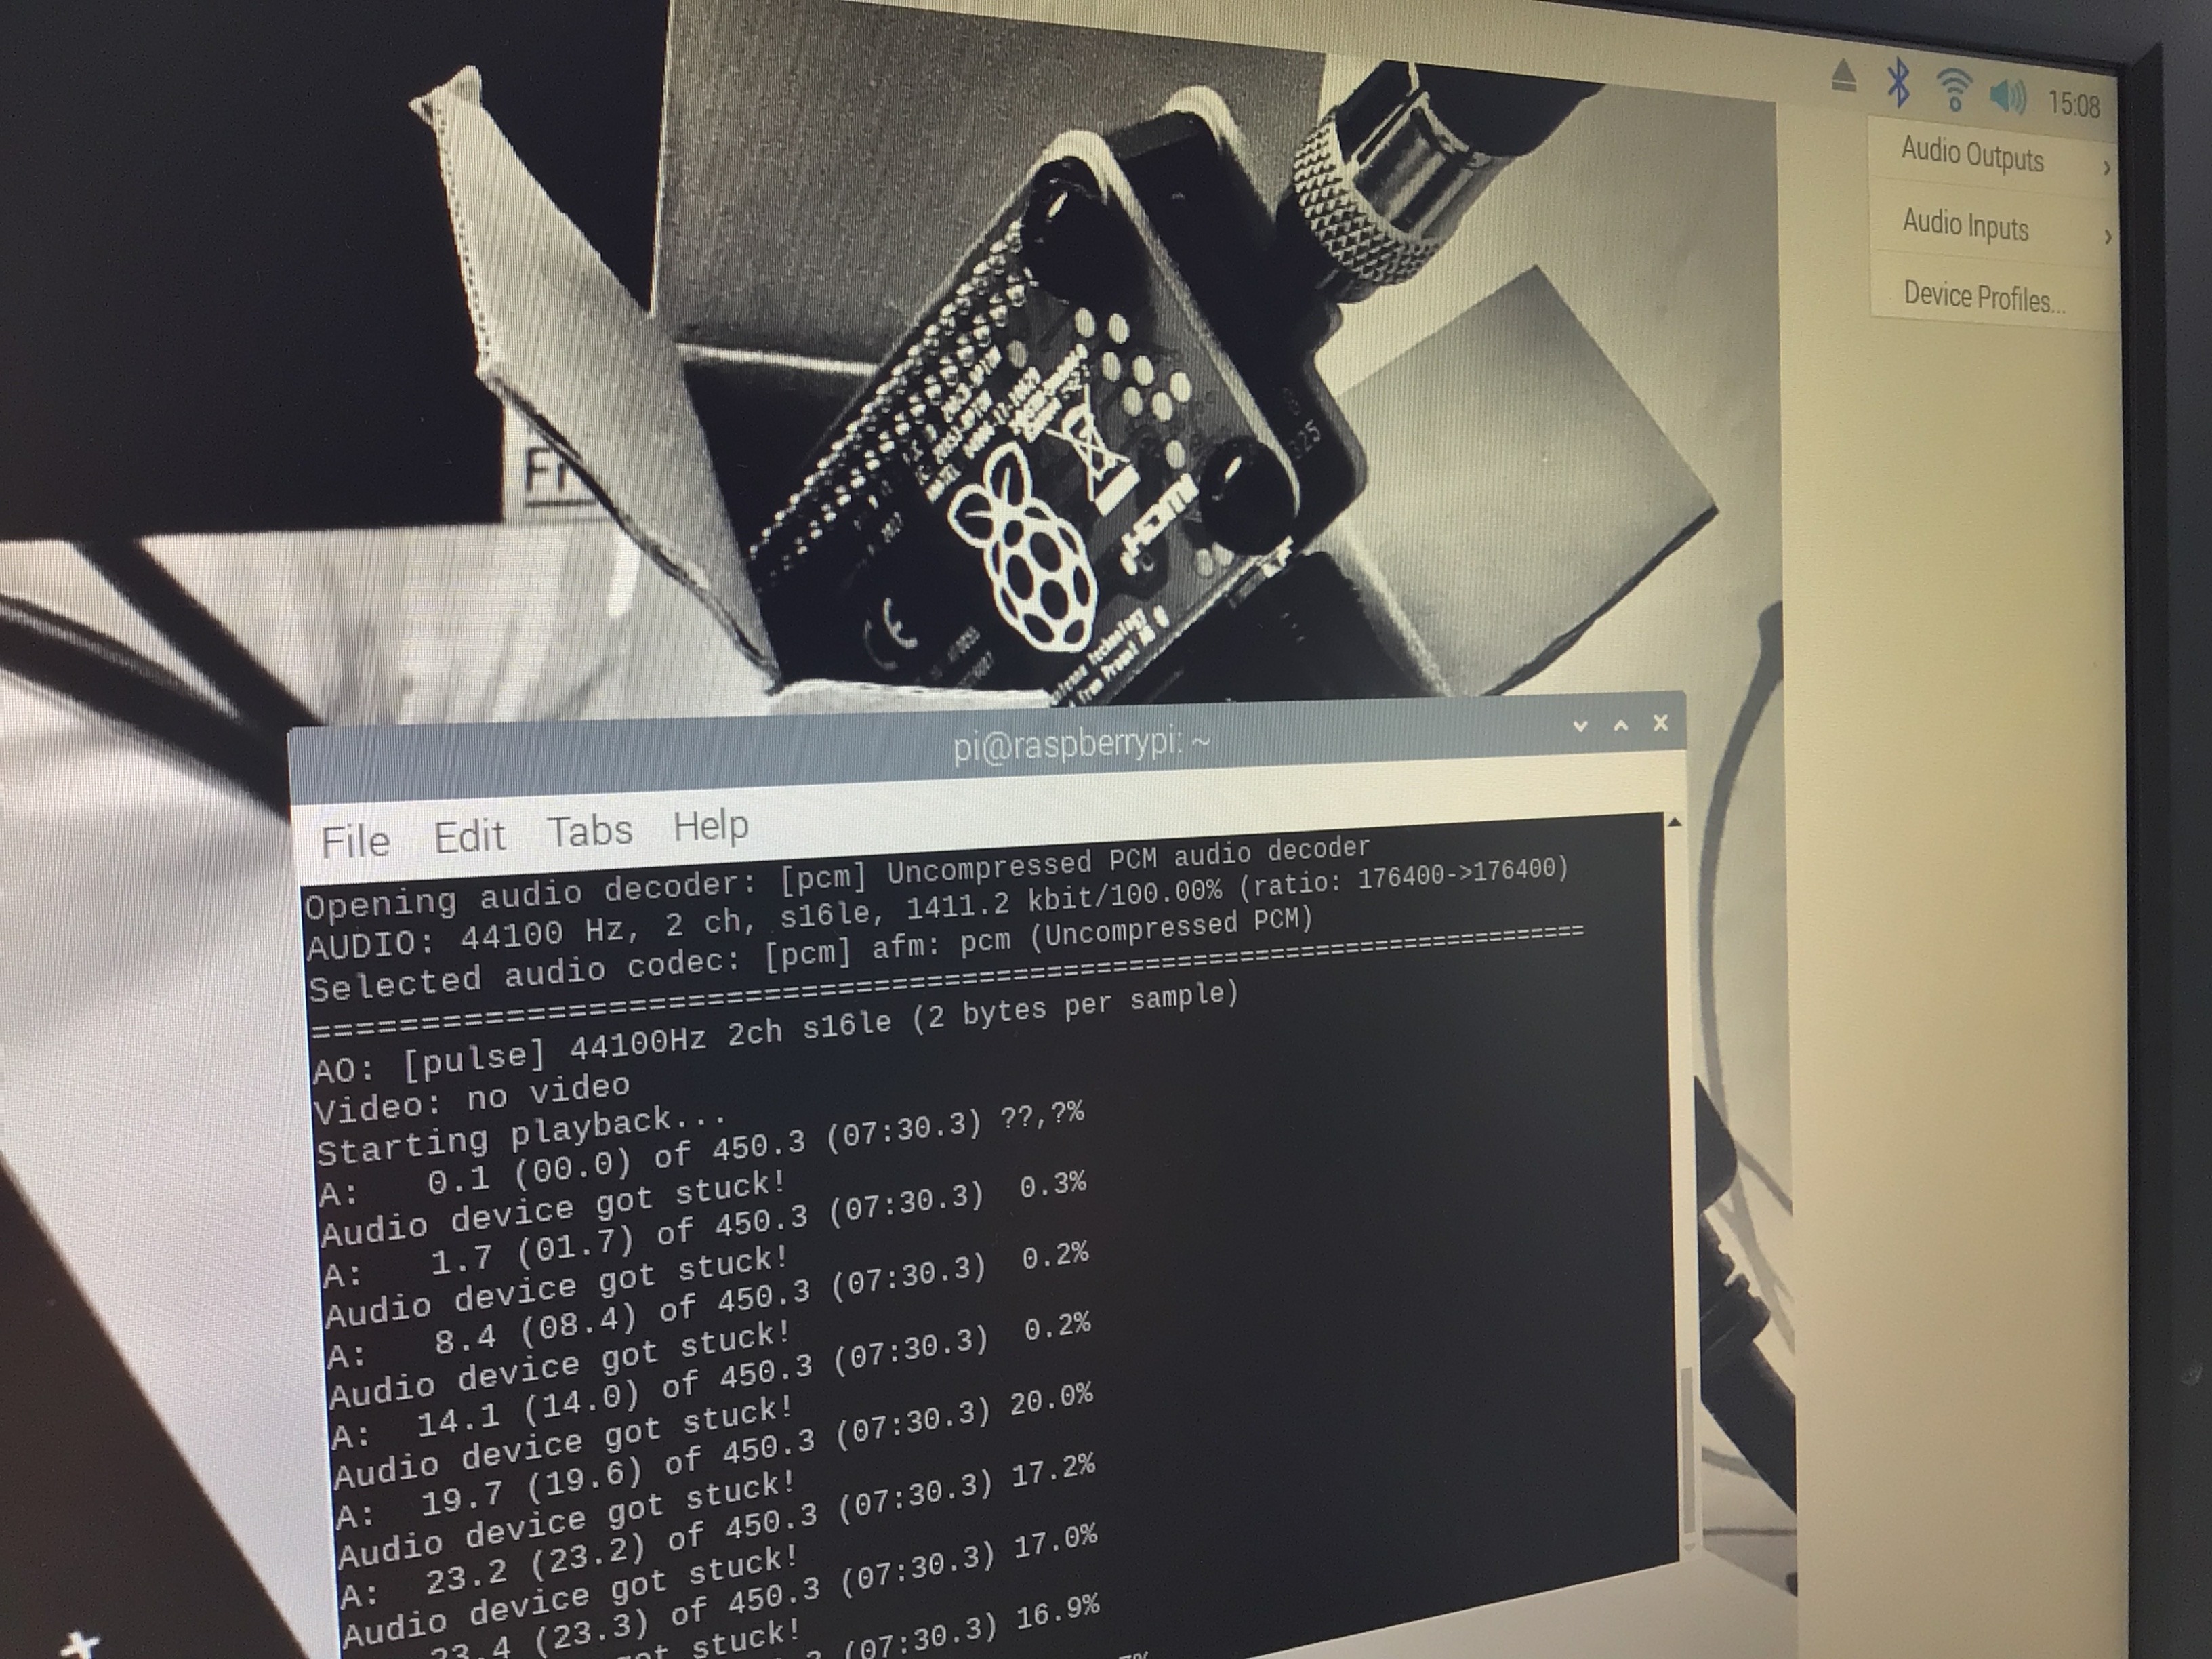 15:08
Audio Outputs
Audio Inputs
Device Profiles...
325
HDMI
CE
pi@raspberrypi: ~
File Edit Tabs Help
Opening audio decoder: [pcm] Uncompressed PCM audio decoder
AUDIO: 44100 Hz, 2 ch, s16le, 1411.2 kbit/100.00% (ratio: 176400->176400)
Selected audio codec: [pcm] afm: pcm (Uncompressed PCM)
==========================================================================
AO: [pulse] 44100Hz 2ch s16le (2 bytes per sample)
Video: no video
Starting playback...
A:   0.1 (00.0) of 450.3 (07:30.3) ??,?%
Audio device got stuck!
A:   1.7 (01.7) of 450.3 (07:30.3)  0.3%
Audio device got stuck!
A:   8.4 (08.4) of 450.3 (07:30.3)  0.2%
Audio device got stuck!
A:  14.1 (14.0) of 450.3 (07:30.3)  0.2%
Audio device got stuck!
A:  19.7 (19.6) of 450.3 (07:30.3) 20.0%
Audio device got stuck!
A:  23.2 (23.2) of 450.3 (07:30.3) 17.2%
Audio device got stuck!
23.4 (23.3) of 450.3 (07:30.3) 17.0%
got stuck!
(07:30.3) 16.9%